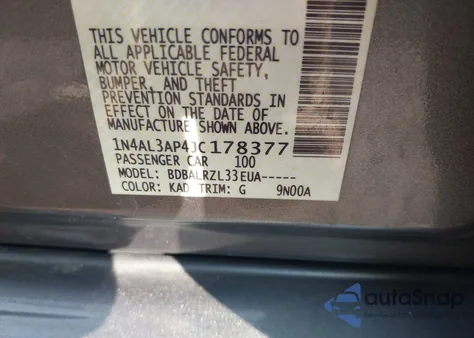 THIS VEHICLE CONFORMS TO
ALL APPLICABLE FEDERAL
MOTOR VEHICLE SAFETY,
BUMPER, AND THEFT
PREVENTION STANDARDS
IN EFFECT ON THE DATE OF
MANUFACTURE SHOWN ABOVE.
1N4AL3AP4JC178377
PASSENGER CAR 100
MODEL: BDBALRZL33EUA-----
COLOR: KAD TRIM: G 9N00A
autoSnap